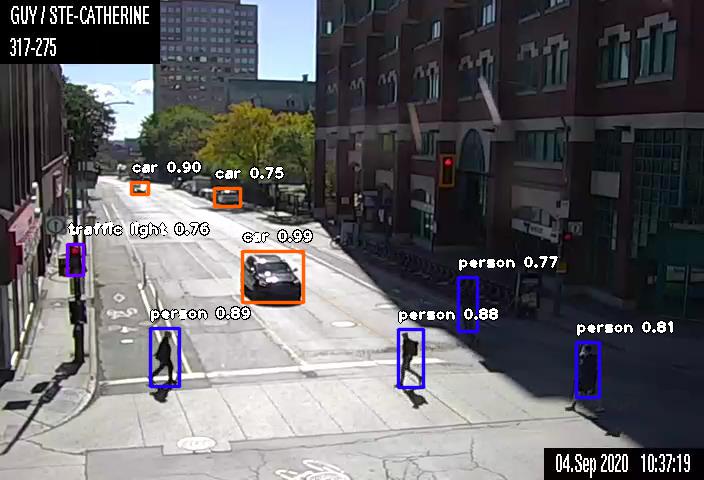 GUY / STE-CATHERINE
317-275
car 0.90
car 0.75
traffic light 0.76
car 0.99
person 0.77
person 0.89
person 0.88
person 0.81
04.Sep 2020 10:37:19